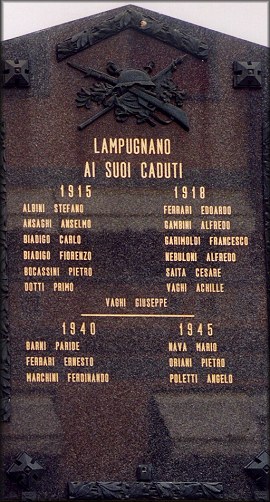 LAMPUGNANO
AI SUOI CADUTI
1915 1918
ALBINI STEFANO FERRARI EDOARDO
ANSAGHI ANSELMO GAMBINI ALFREDO
BIADIGO CARLO GARIMOLDI FRANCESCO
BIADIGO FIORENZO NEBULONI ALFREDO
BOCASSINI PIETRO SAITA CESARE
DOTTI PRIMO VAGHI ACHILLE
VAGHI GIUSEPPE
1940 1945
BARNI PARIDE NAVA MARIO
FERRARI ERNESTO ORIANI PIETRO
MARCHINI FERDINANDO POLETTI ANGELO